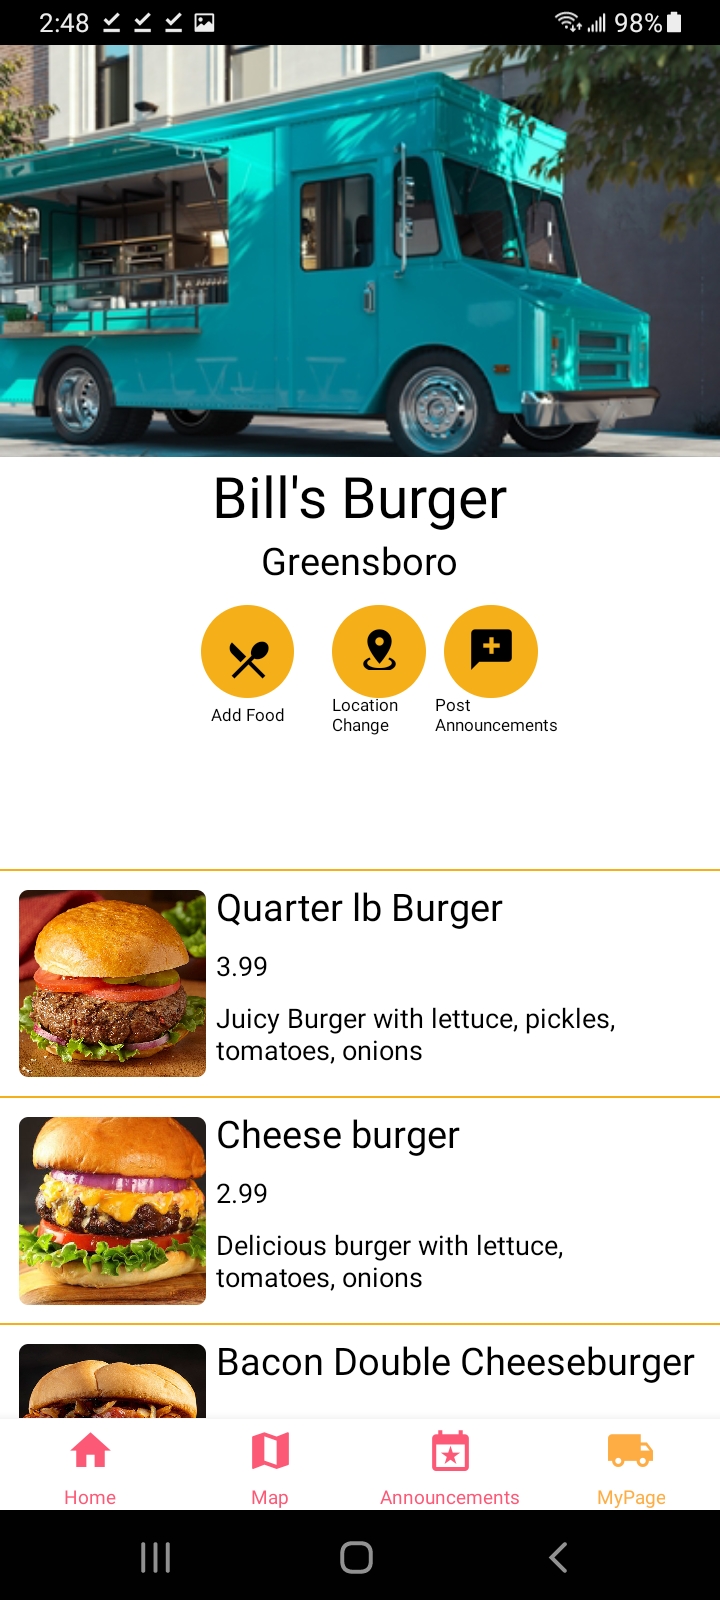 2:48 98%
Bill's Burger
Greensboro
Add Food
Location
Change
Post
Announcements
Quarter lb Burger
3.99
Juicy Burger with lettuce, pickles,
tomatoes, onions
Cheese burger
2.99
Delicious burger with lettuce,
tomatoes, onions
Bacon Double Cheeseburger
Home Map Announcements MyPage